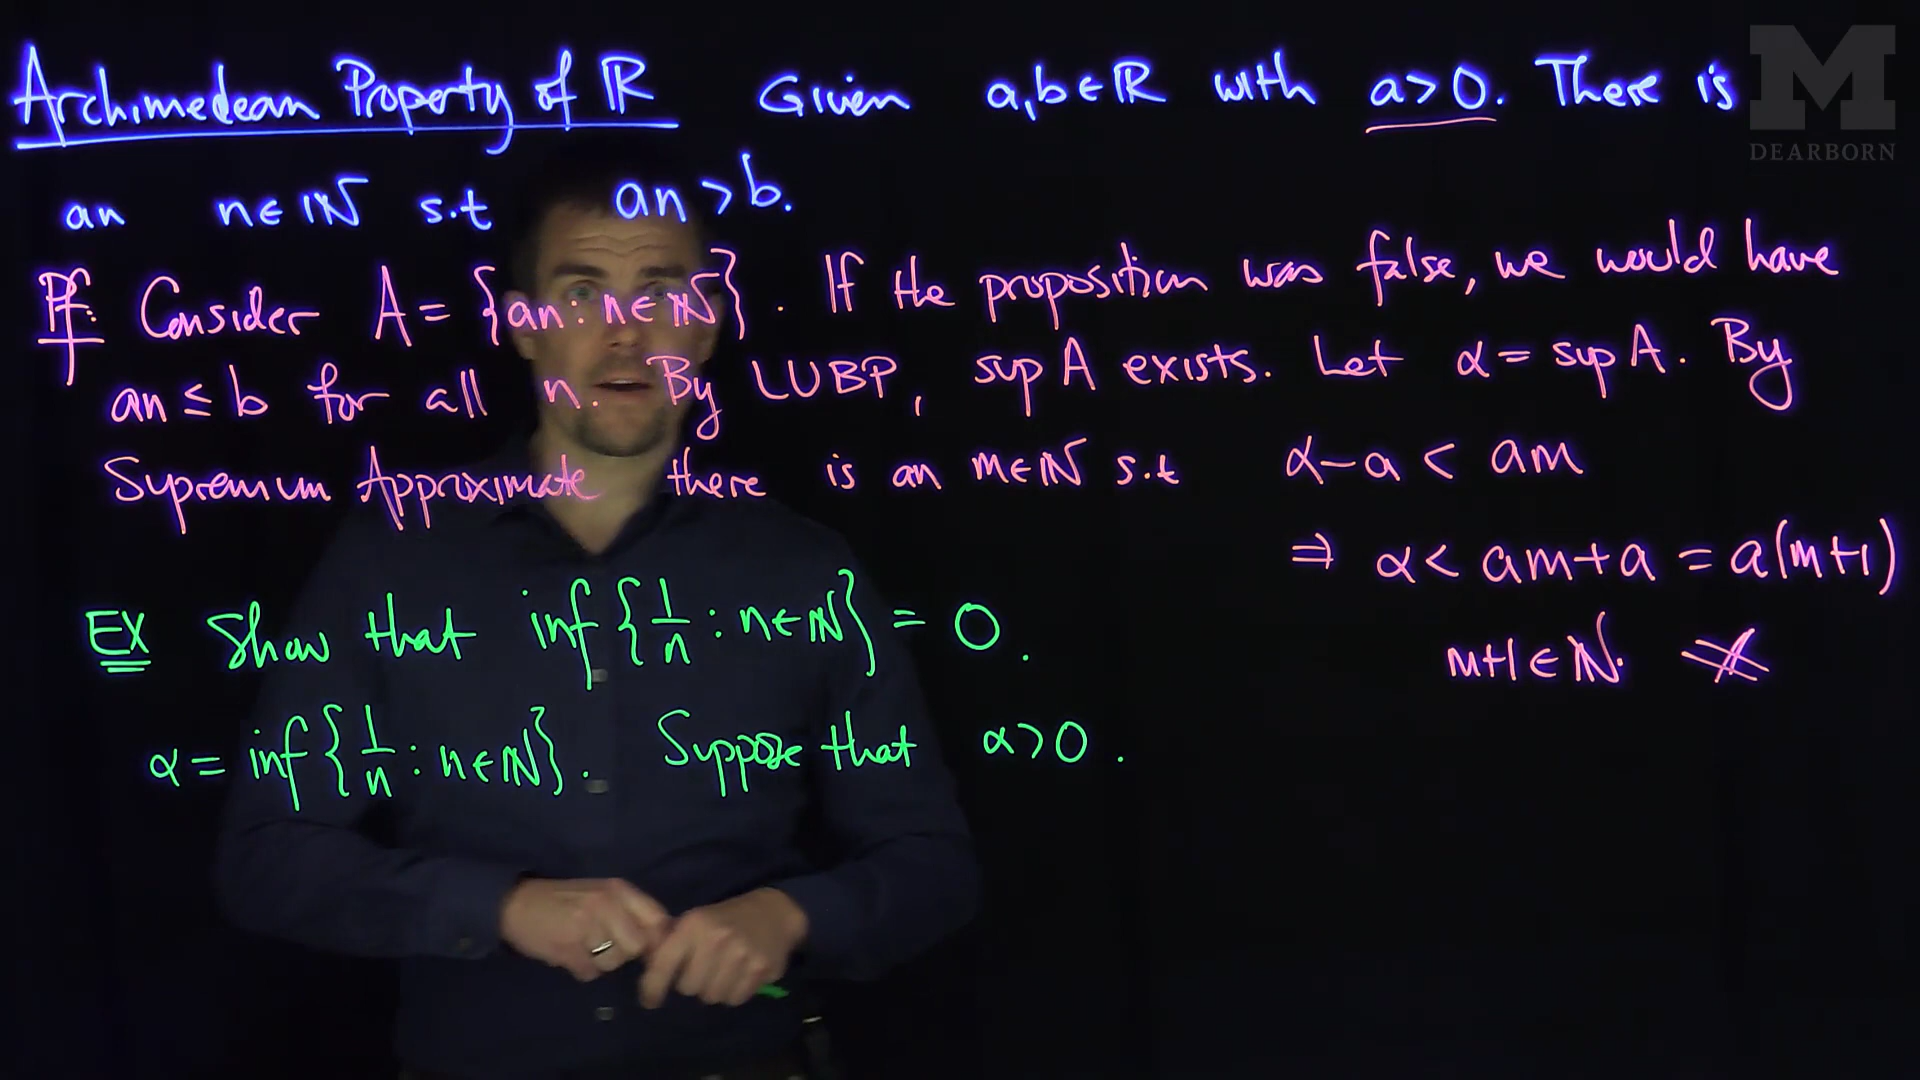 Archimedean Property of ℝ Given a,b∈ℝ with a>0. There is
an n∈ℕ s.t an>b.
Pf: Consider A = {an : n∈ℕ}. If the proposition was false, we would have
an ≤ b for all n. By LUBP, sup A exists. Let α = sup A. By
Supremum Approximate there is an m∈ℕ s.t α-a < am
⇒ α < am+a = a(m+1)
m+1∈ℕ.
EX Show that inf{1/n : n∈ℕ} = 0.
α = inf{1/n : n∈ℕ}. Suppose that α>0.
M
DEARBORN